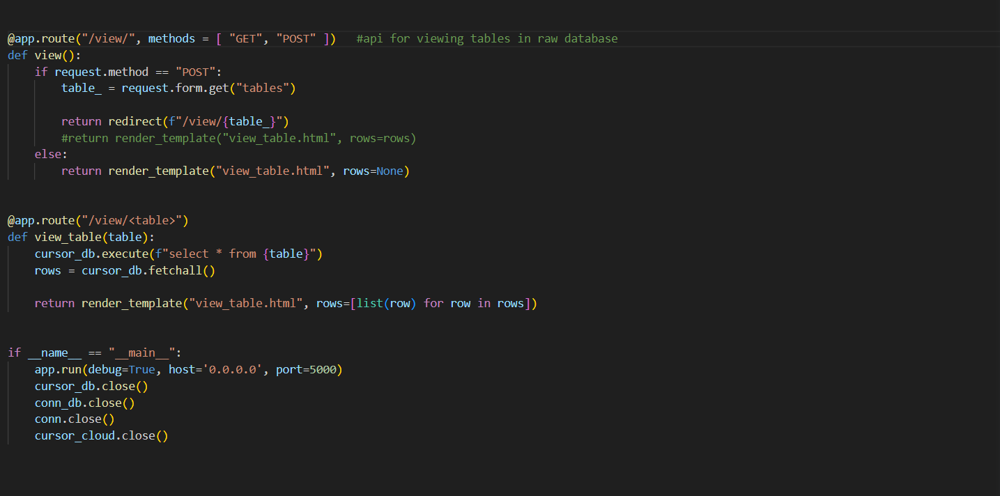 @app.route("/view/", methods = [ "GET", "POST" ])   #api for viewing tables in raw database
def view():
    if request.method == "POST":
        table_ = request.form.get("tables")
        return redirect(f"/view/{table_}")
        #return render_template("view_table.html", rows=rows)
    else:
        return render_template("view_table.html", rows=None)
@app.route("/view/<table>")
def view_table(table):
    cursor_db.execute(f"select * from {table}")
    rows = cursor_db.fetchall()
    return render_template("view_table.html", rows=[list(row) for row in rows])
if __name__ == "__main__":
    app.run(debug=True, host='0.0.0.0', port=5000)
    cursor_db.close()
    conn_db.close()
    conn.close()
    cursor_cloud.close()